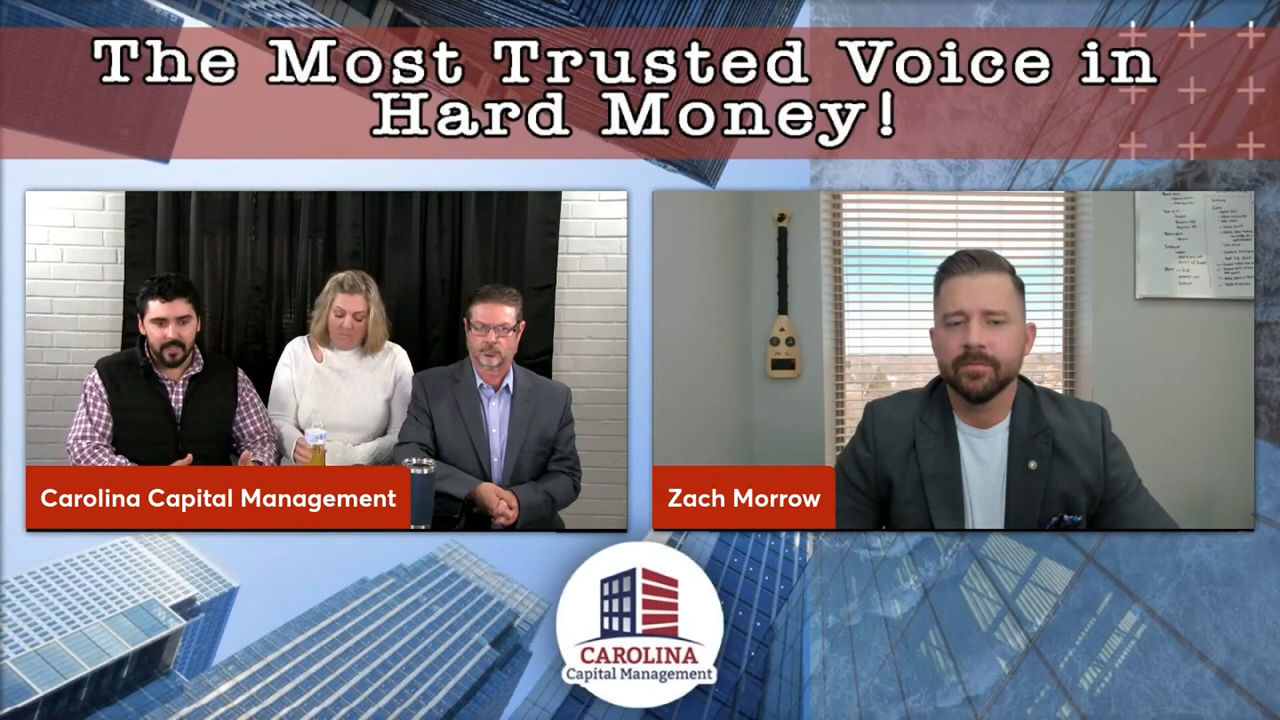 The Most Trusted Voice in
Hard Money!
Carolina Capital Management
Zach Morrow
CAROLINA
Capital Management